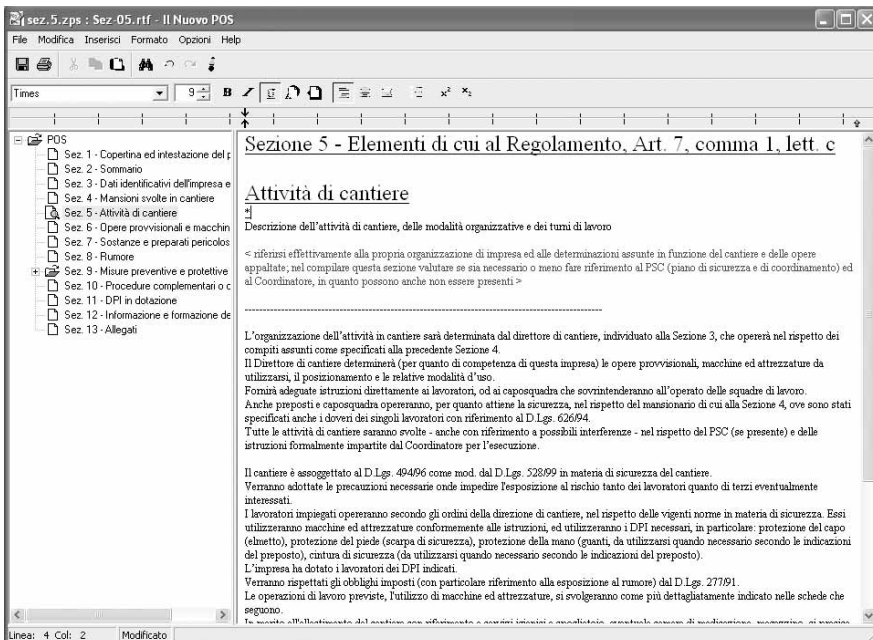 sez.5.zps : Sez-05.rtf - Il Nuovo POS
File Modifica Inserisci Formato Opzioni Help
Times 9 B I U x² x₂
POS
Sez. 1 - Copertina ed intestazione del p
Sez. 2 - Sommario
Sez. 3 - Dati identificativi dell'impresa e
Sez. 4 - Mansioni svolte in cantiere
Sez. 5 - Attività di cantiere
Sez. 6 - Opere provvisionali e macchin
Sez. 7 - Sostanze e preparati pericolos
Sez. 8 - Rumore
Sez. 9 - Misure preventive e protettive
Sez. 10 - Procedure complementari o c
Sez. 11 - DPI in dotazione
Sez. 12 - Informazione e formazione de
Sez. 13 - Allegati
Sezione 5 - Elementi di cui al Regolamento, Art. 7, comma 1, lett. c
Attività di cantiere
*
Descrizione dell'attività di cantiere, delle modalità organizzative e dei turni di lavoro
< riferirsi effettivamente alla propria organizzazione di impresa ed alle determinazioni assunte in funzione del cantiere e delle opere
appaltate; nel compilare questa sezione valutare se sia necessario o meno fare riferimento al PSC (piano di sicurezza e di coordinamento) ed
al Coordinatore, in quanto possono anche non essere presenti >
----------------------------------------------------------------------------------------------------
L'organizzazione dell'attività in cantiere sarà determinata dal direttore di cantiere, individuato alla Sezione 3, che opererà nel rispetto dei
compiti assunti come specificati alla precedente Sezione 4.
Il Direttore di cantiere determinerà (per quanto di competenza di questa impresa) le opere provvisionali, macchine ed attrezzature da
utilizzarsi, il posizionamento e le relative modalità d'uso.
Fornirà adeguate istruzioni direttamente ai lavoratori, od ai caposquadra che sovrintenderanno all'operato delle squadre di lavoro.
Anche preposti e caposquadra opereranno, per quanto attiene la sicurezza, nel rispetto del mansionario di cui alla Sezione 4, ove sono stati
specificati anche i doveri dei singoli lavoratori con riferimento al D.Lgs. 626/94.
Tutte le attività di cantiere saranno svolte - anche con riferimento a possibili interferenze - nel rispetto del PSC (se presente) e delle
istruzioni formalmente impartite dal Coordinatore per l'esecuzione.
Il cantiere è assoggettato al D.Lgs. 494/96 come mod. dal D.Lgs. 528/99 in materia di sicurezza del cantiere.
Verranno adottate le precauzioni necessarie onde impedire l'esposizione al rischio tanto dei lavoratori quanto di terzi eventualmente
interessati.
I lavoratori impiegati opereranno secondo gli ordini della direzione di cantiere, nel rispetto delle vigenti norme in materia di sicurezza. Essi
utilizzeranno macchine ed attrezzature conformemente alle istruzioni, ed utilizzeranno i DPI necessari, in particolare: protezione del capo
(elmetto), protezione del piede (scarpa di sicurezza), protezione della mano (guanti, da utilizzarsi quando necessario secondo le indicazioni
del preposto), cintura di sicurezza (da utilizzarsi quando necessario secondo le indicazioni del preposto).
L'impresa ha dotato i lavoratori dei DPI indicati.
Verranno rispettati gli obblighi imposti (con particolare riferimento alla esposizione al rumore) dal D.Lgs. 277/91.
Le operazioni di lavoro previste, l'utilizzo di macchine ed attrezzature, si svolgeranno come più dettagliatamente indicato nelle schede che
seguono.
In merito all'allestimento del cantiere con riferimento a servizi igienici e spogliatoio, eventuale camera di medicazione, magazzino, si precisa
Linea: 4 Col: 2 Modificato